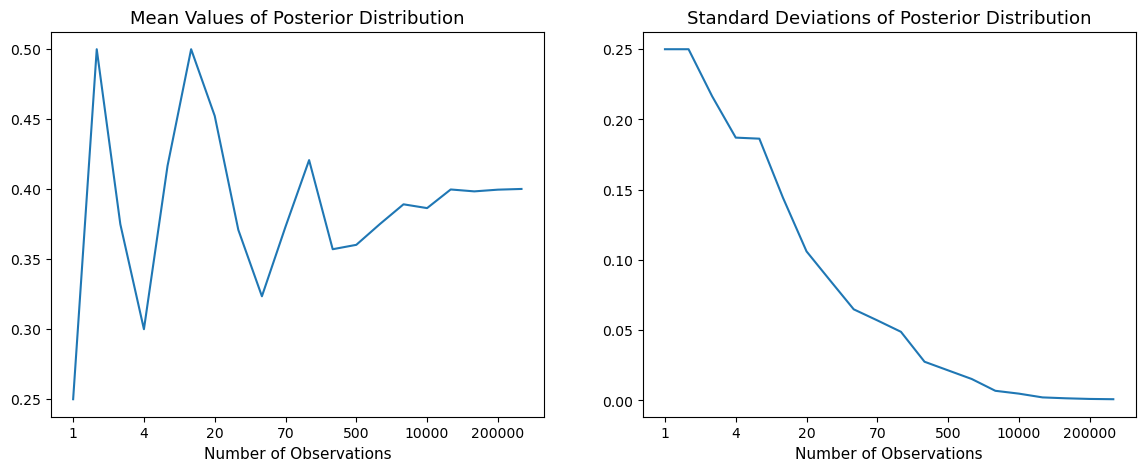 Mean Values of Posterior Distribution
0.50
0.45
0.40
0.35
0.30
0.25
1 4 20 70 500 10000 200000
Number of Observations
Standard Deviations of Posterior Distribution
0.25
0.20
0.15
0.10
0.05
0.00
1 4 20 70 500 10000 200000
Number of Observations